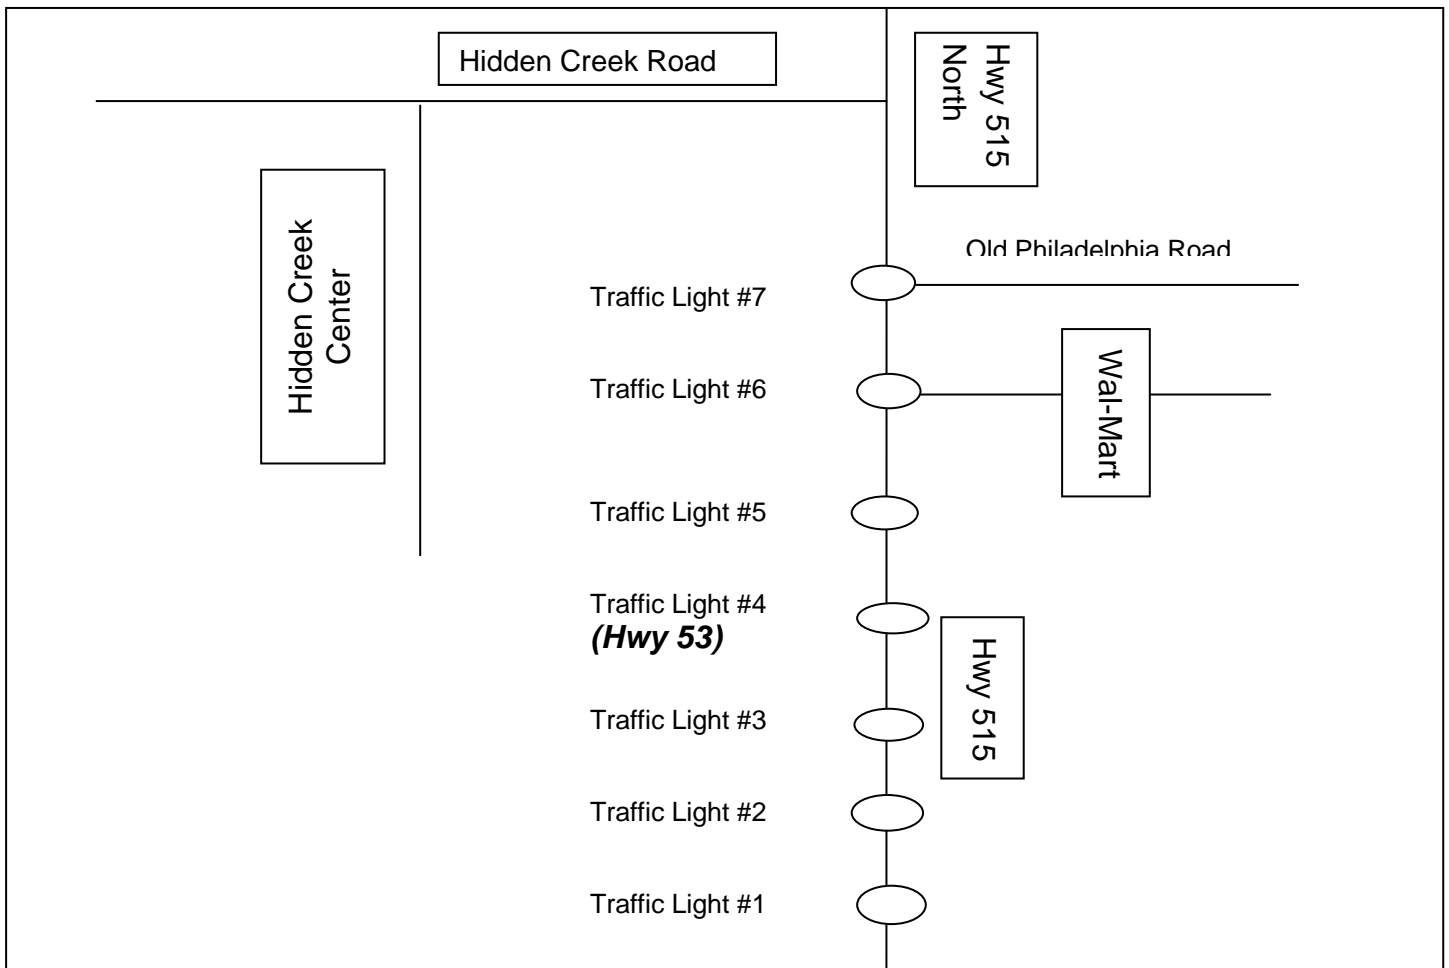 Hidden Creek Road
Hwy 515
North
Old Philadelphia Road
Hidden Creek
Center
Traffic Light #7
Traffic Light #6
Wal-Mart
Traffic Light #5
Traffic Light #4
(Hwy 53)
Hwy 515
Traffic Light #3
Traffic Light #2
Traffic Light #1